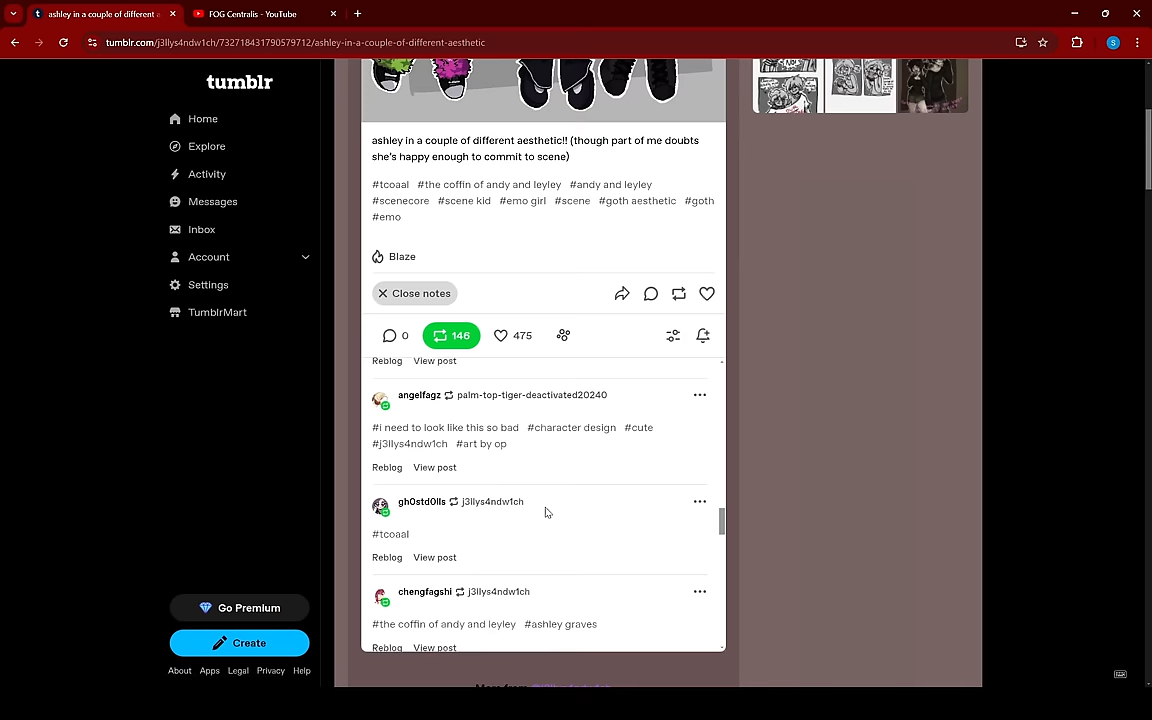 ashley in a couple of different a
FOG Centralis - YouTube
tumblr.com/j3llys4ndw1ch/732718431790579712/ashley-in-a-couple-of-different-aesthetic
S
tumblr
Home
Explore
Activity
Messages
Inbox
Account
Settings
TumblrMart
Go Premium
Create
About Apps Legal Privacy Help
ashley in a couple of different aesthetic!! (though part of me doubts
she's happy enough to commit to scene)
#tcoaal #the coffin of andy and leyley #andy and leyley
#scenecore #scene kid #emo girl #scene #goth aesthetic #goth
#emo
Blaze
Close notes
0 146 475
Reblog View post
angelfagz palm-top-tiger-deactivated20240
#i need to look like this so bad #character design #cute
#j3llys4ndw1ch #art by op
Reblog View post
gh0std0lls j3llys4ndw1ch
#tcoaal
Reblog View post
chengfagshi j3llys4ndw1ch
#the coffin of andy and leyley #ashley graves
Reblog View post
More from